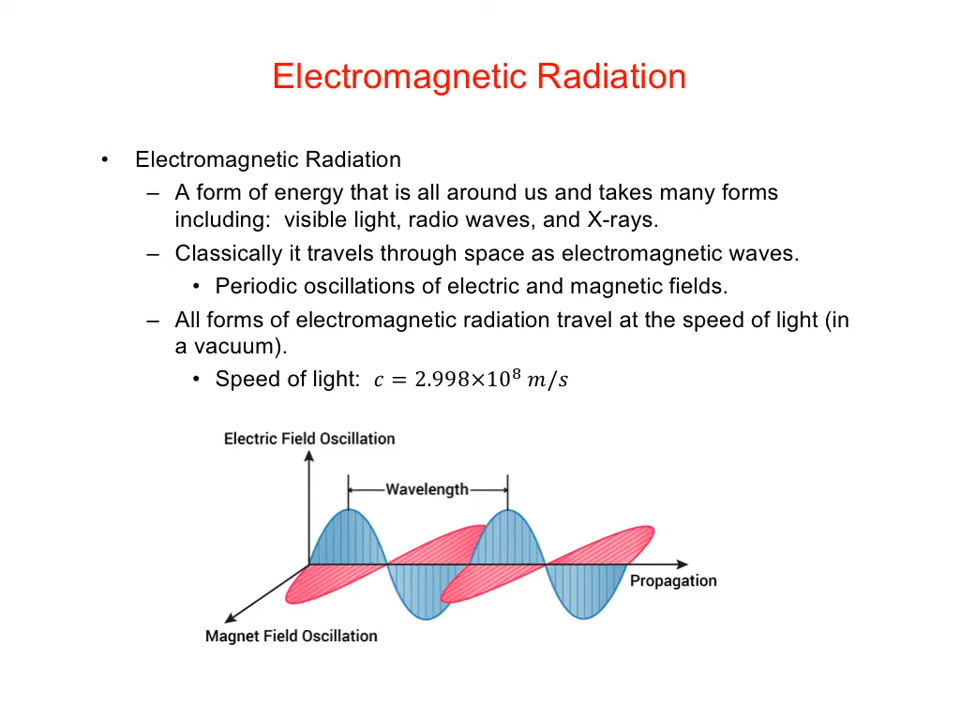 Electromagnetic Radiation
• Electromagnetic Radiation
– A form of energy that is all around us and takes many forms
including:  visible light, radio waves, and X-rays.
– Classically it travels through space as electromagnetic waves.
• Periodic oscillations of electric and magnetic fields.
– All forms of electromagnetic radiation travel at the speed of light (in
a vacuum).
• Speed of light:  c = 2.998×10⁸ m/s
Electric Field Oscillation
Wavelength
Propagation
Magnet Field Oscillation